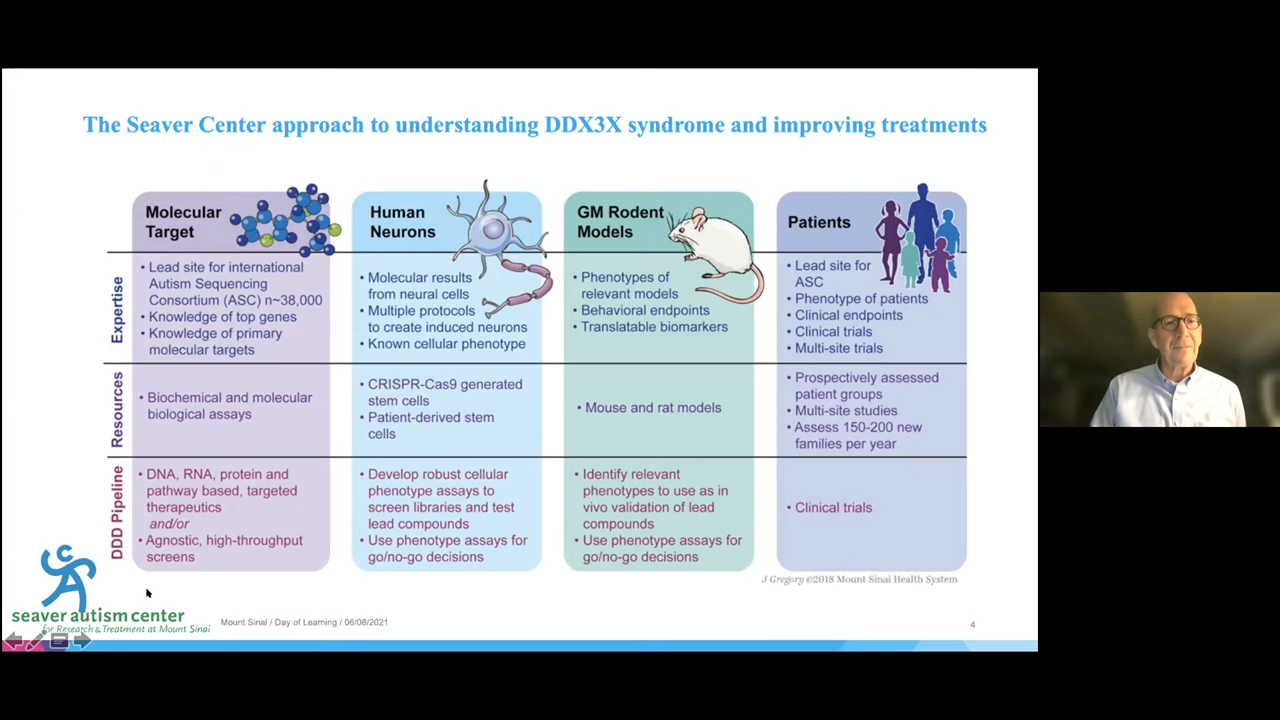 The Seaver Center approach to understanding DDX3X syndrome and improving treatments
Molecular
Target
Human
Neurons
GM Rodent
Models
Patients
Expertise
• Lead site for international
Autism Sequencing
Consortium (ASC) n~38,000
• Knowledge of top genes
• Knowledge of primary
molecular targets
• Molecular results
from neural cells
• Multiple protocols
to create induced neurons
• Known cellular phenotype
• Phenotypes of
relevant models
• Behavioral endpoints
• Translatable biomarkers
• Lead site for
ASC
• Phenotype of patients
• Clinical endpoints
• Clinical trials
• Multi-site trials
Resources
• Biochemical and molecular
biological assays
• CRISPR-Cas9 generated
stem cells
• Patient-derived stem
cells
• Mouse and rat models
• Prospectively assessed
patient groups
• Multi-site studies
• Assess 150-200 new
families per year
DDD Pipeline
• DNA, RNA, protein and
pathway based, targeted
therapeutics
and/or
• Agnostic, high-throughput
screens
• Develop robust cellular
phenotype assays to
screen libraries and test
lead compounds
• Use phenotype assays for
go/no-go decisions
• Identify relevant
phenotypes to use as in
vivo validation of lead
compounds
• Use phenotype assays for
go/no-go decisions
• Clinical trials
J Gregory ©2018 Mount Sinai Health System
seaver autism center
for Research & Treatment at Mount Sinai
Mount Sinai / Day of Learning / 06/08/2021
4